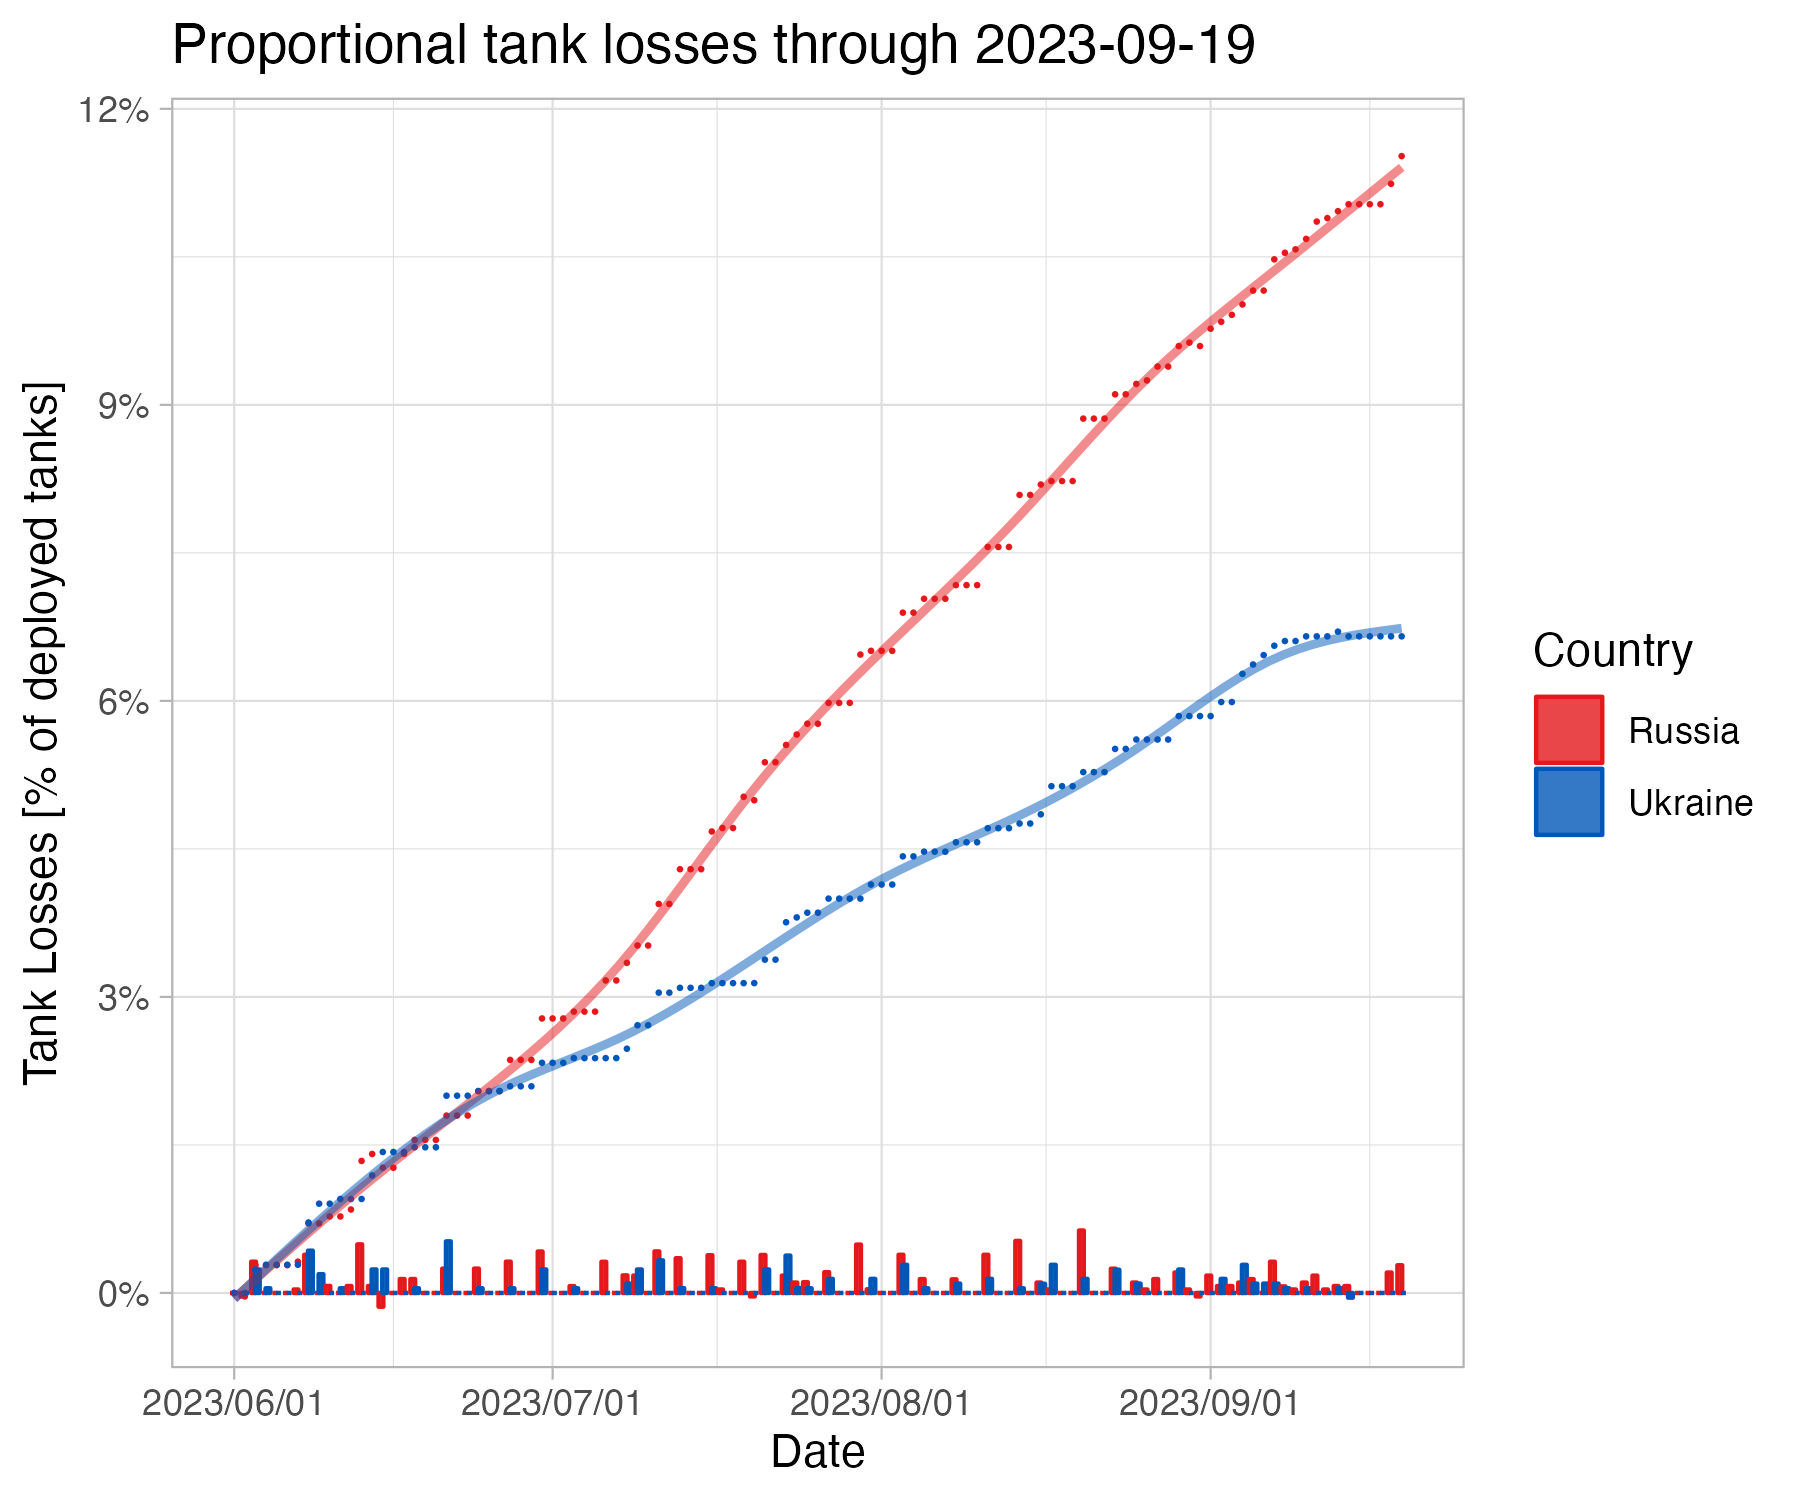 Proportional tank losses through 2023-09-19
12%
9%
6%
3%
0%
Tank Losses [% of deployed tanks]
2023/06/01
2023/07/01
2023/08/01
2023/09/01
Date
Country
Russia
Ukraine